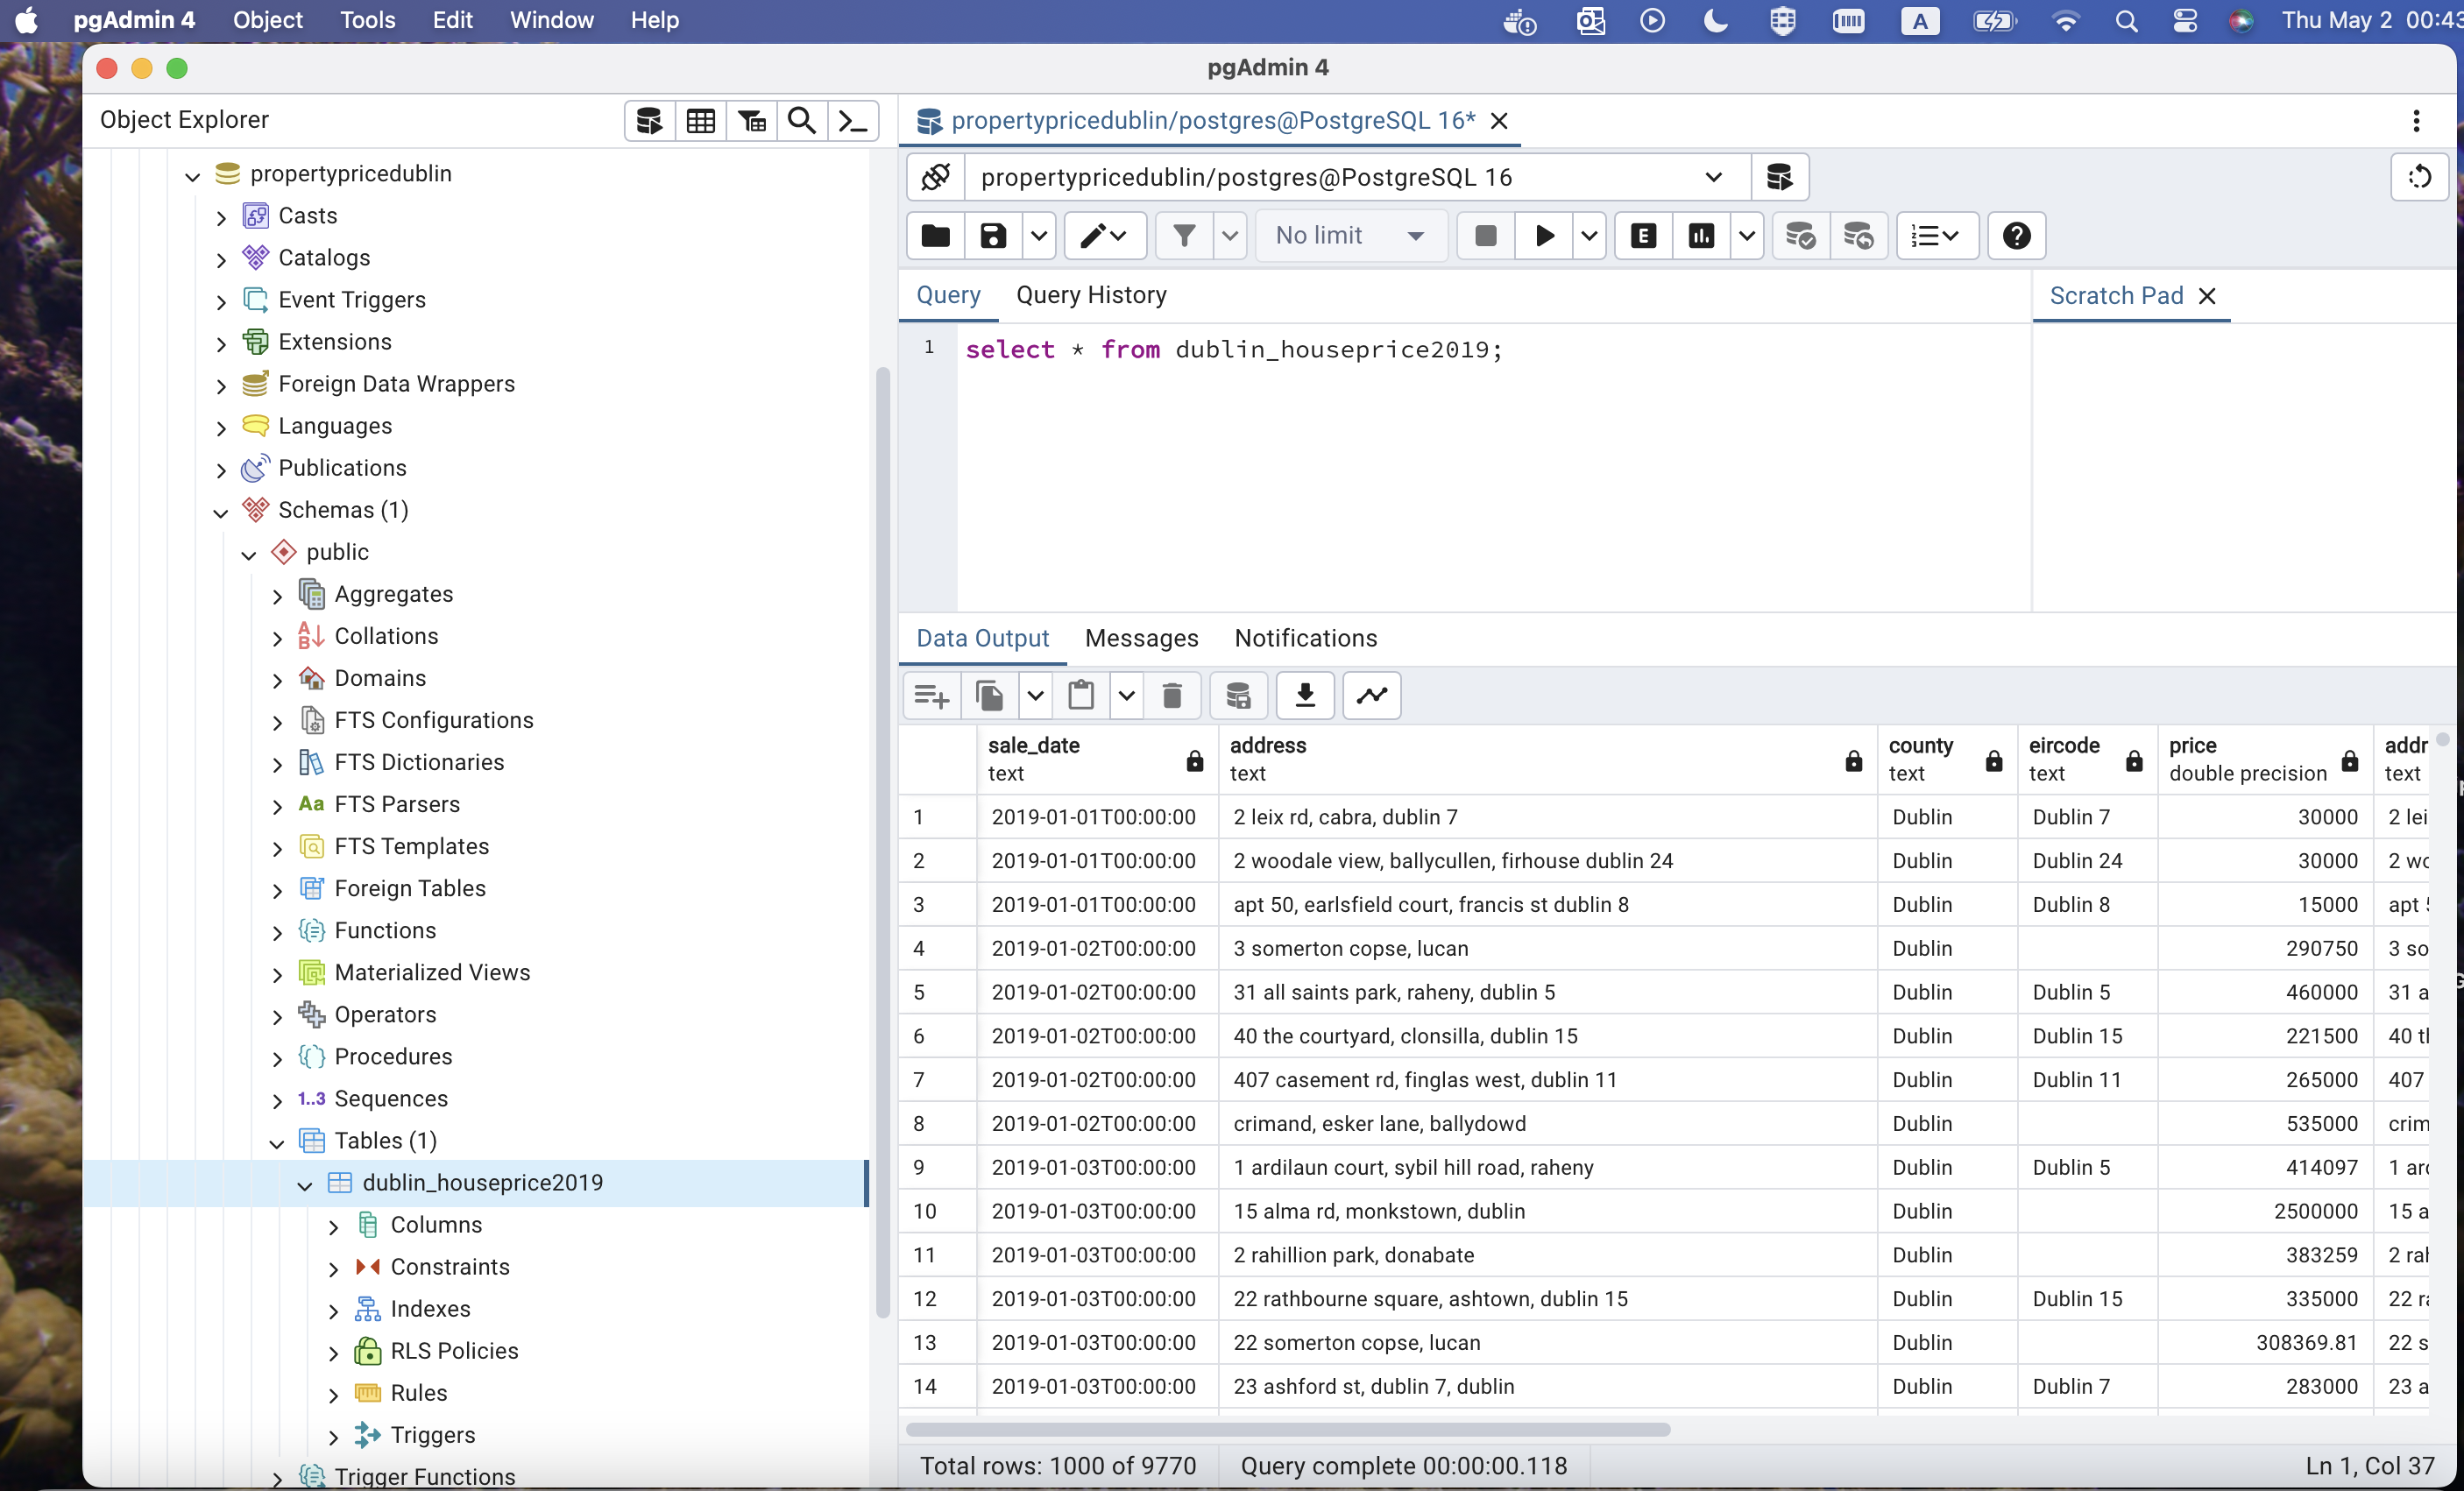 pgAdmin 4 Object Tools Edit Window Help A Thu May 2 00:43
pgAdmin 4
Object Explorer
propertypricedublin
Casts
Catalogs
Event Triggers
Extensions
Foreign Data Wrappers
Languages
Publications
Schemas (1)
public
Aggregates
Collations
Domains
FTS Configurations
FTS Dictionaries
Aa FTS Parsers
FTS Templates
Foreign Tables
Functions
Materialized Views
Operators
Procedures
1..3 Sequences
Tables (1)
dublin_houseprice2019
Columns
Constraints
Indexes
RLS Policies
Rules
Triggers
Trigger Functions
propertypricedublin/postgres@PostgreSQL 16*
propertypricedublin/postgres@PostgreSQL 16
No limit E
Query Query History Scratch Pad
1 select * from dublin_houseprice2019;
Data Output Messages Notifications
sale_date address county eircode price addr
text text text text double precision text
1 2019-01-01T00:00:00 2 leix rd, cabra, dublin 7 Dublin Dublin 7 30000 2 lei
2 2019-01-01T00:00:00 2 woodale view, ballycullen, firhouse dublin 24 Dublin Dublin 24 30000 2 wo
3 2019-01-01T00:00:00 apt 50, earlsfield court, francis st dublin 8 Dublin Dublin 8 15000 apt
4 2019-01-02T00:00:00 3 somerton copse, lucan Dublin 290750 3 so
5 2019-01-02T00:00:00 31 all saints park, raheny, dublin 5 Dublin Dublin 5 460000 31 a
6 2019-01-02T00:00:00 40 the courtyard, clonsilla, dublin 15 Dublin Dublin 15 221500 40 t
7 2019-01-02T00:00:00 407 casement rd, finglas west, dublin 11 Dublin Dublin 11 265000 407
8 2019-01-02T00:00:00 crimand, esker lane, ballydowd Dublin 535000 crim
9 2019-01-03T00:00:00 1 ardilaun court, sybil hill road, raheny Dublin Dublin 5 414097 1 ar
10 2019-01-03T00:00:00 15 alma rd, monkstown, dublin Dublin 2500000 15 a
11 2019-01-03T00:00:00 2 rahillion park, donabate Dublin 383259 2 ra
12 2019-01-03T00:00:00 22 rathbourne square, ashtown, dublin 15 Dublin Dublin 15 335000 22 r
13 2019-01-03T00:00:00 22 somerton copse, lucan Dublin 308369.81 22 s
14 2019-01-03T00:00:00 23 ashford st, dublin 7, dublin Dublin Dublin 7 283000 23 a
Total rows: 1000 of 9770 Query complete 00:00:00.118 Ln 1, Col 37